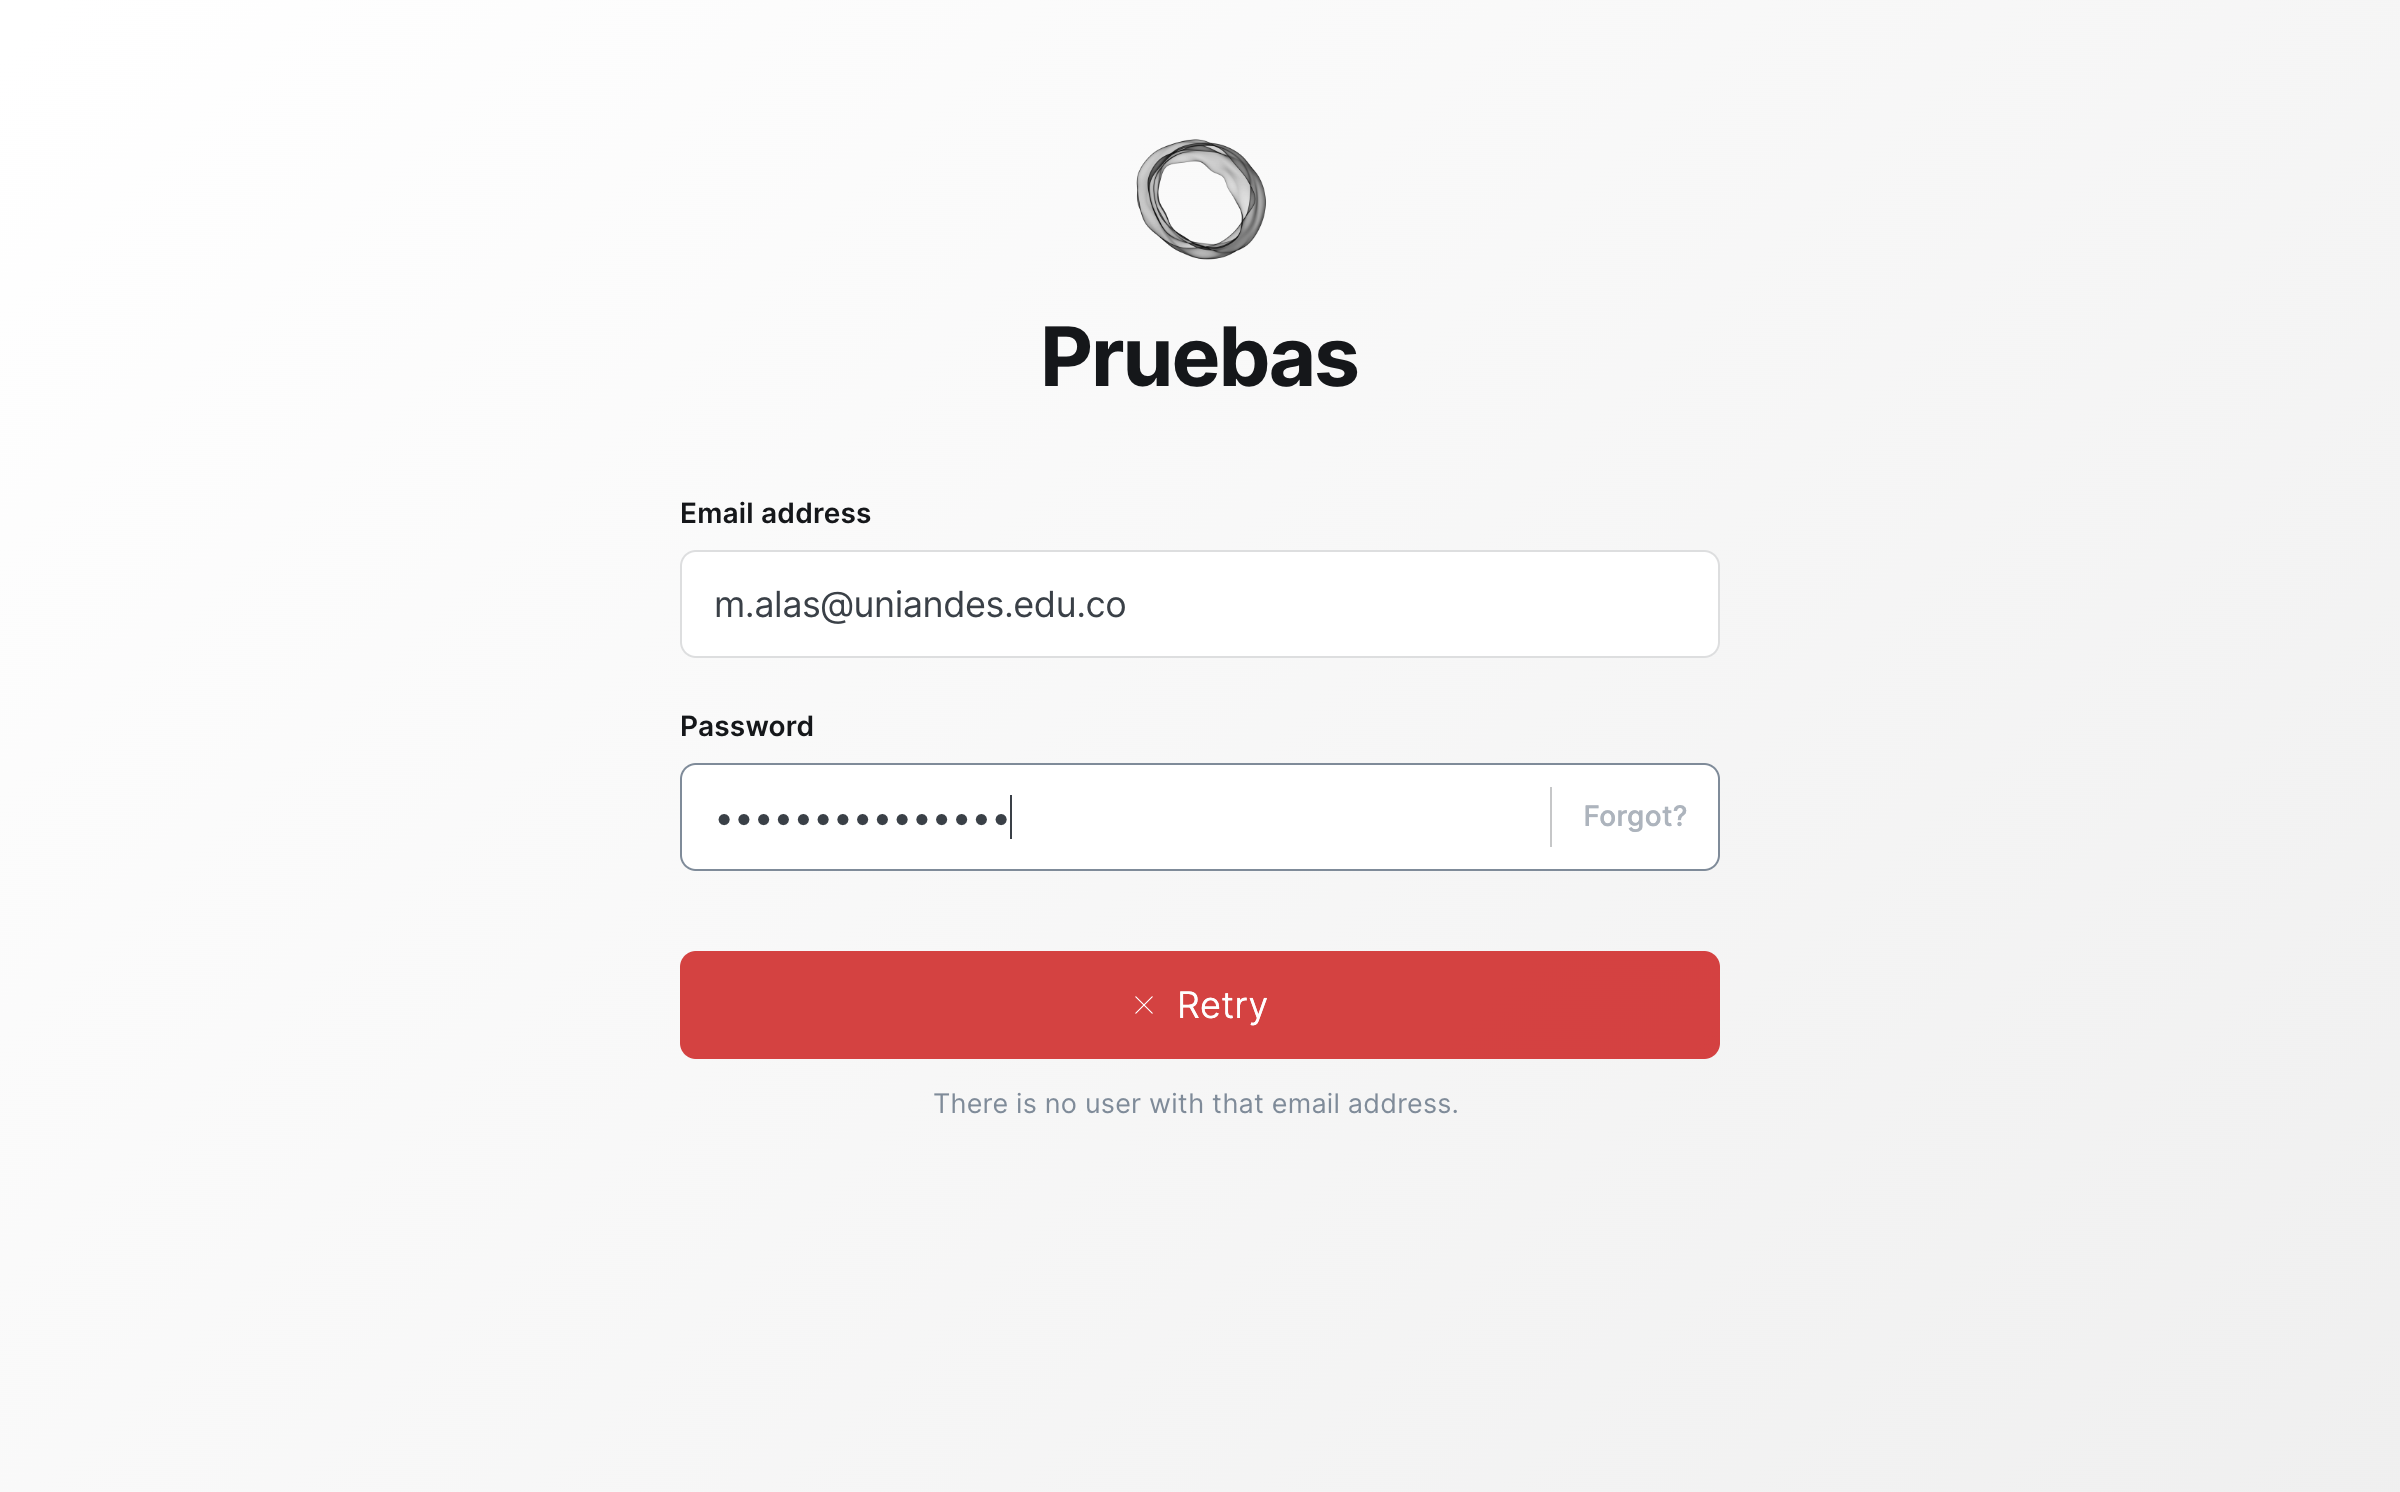 Pruebas
Email address
m.alas@uniandes.edu.co
Password
•••••••••••••••
Forgot?
Retry
There is no user with that email address.